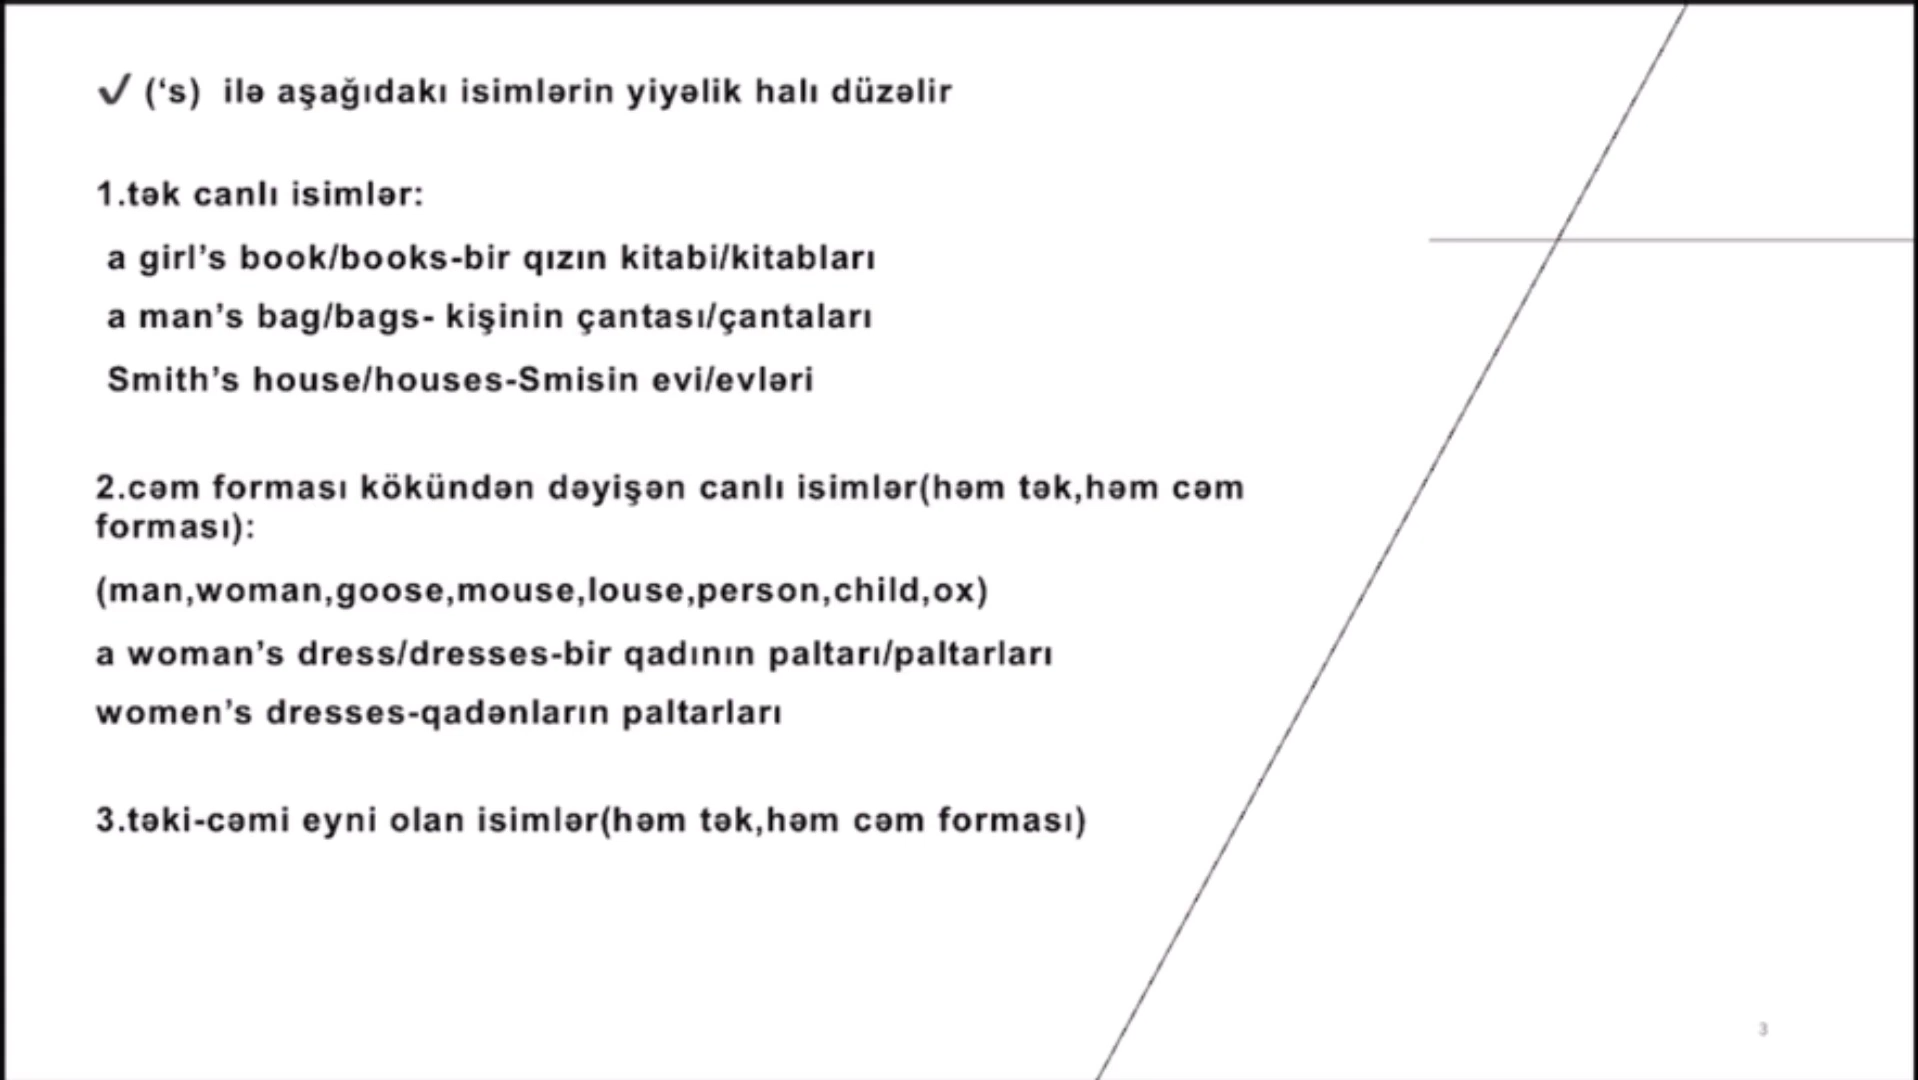 ✓ (‘s) ilə aşağıdakı isimlərin yiyəlik halı düzəlir
1.tək canlı isimlər:
a girl’s book/books-bir qızın kitabi/kitabları
a man’s bag/bags- kişinin çantası/çantaları
Smith’s house/houses-Smisin evi/evləri
2.cəm forması kökündən dəyişən canlı isimlər(həm tək,həm cəm
forması):
(man,woman,goose,mouse,louse,person,child,ox)
a woman’s dress/dresses-bir qadının paltarı/paltarları
women’s dresses-qadənların paltarları
3.təki-cəmi eyni olan isimlər(həm tək,həm cəm forması)
3